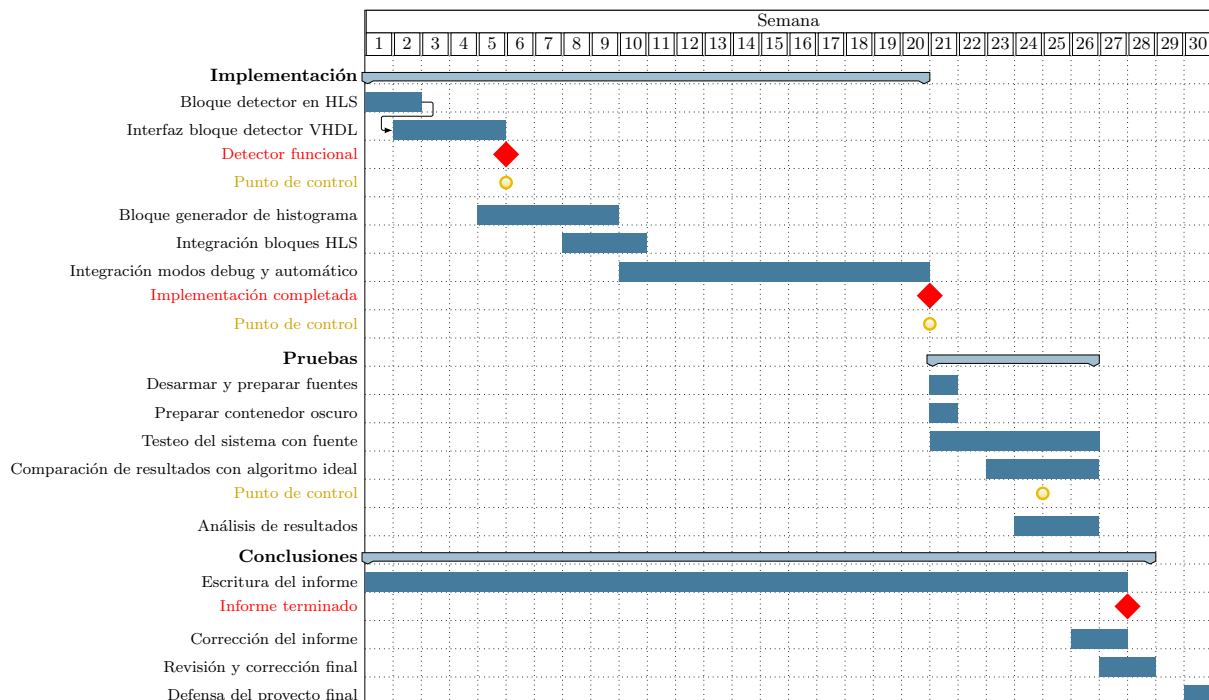 Semana
1 2 3 4 5 6 7 8 9 10 11 12 13 14 15 16 17 18 19 20 21 22 23 24 25 26 27 28 29 30
Implementación
Bloque detector en HLS
Interfaz bloque detector VHDL
Detector funcional
Punto de control
Bloque generador de histograma
Integración bloques HLS
Integración modos debug y automático
Implementación completada
Punto de control
Pruebas
Desarmar y preparar fuentes
Preparar contenedor oscuro
Testeo del sistema con fuente
Comparación de resultados con algoritmo ideal
Punto de control
Análisis de resultados
Conclusiones
Escritura del informe
Informe terminado
Corrección del informe
Revisión y corrección final
Defensa del proyecto final